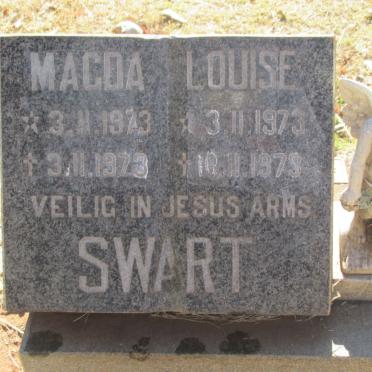 MAGDA LOUISE
☆ 3.11.1973 ☆ 3.11.1973
✝ 3.11.1973 ✝ 10.11.1973
VEILIG IN JESUS ARMS
SWART